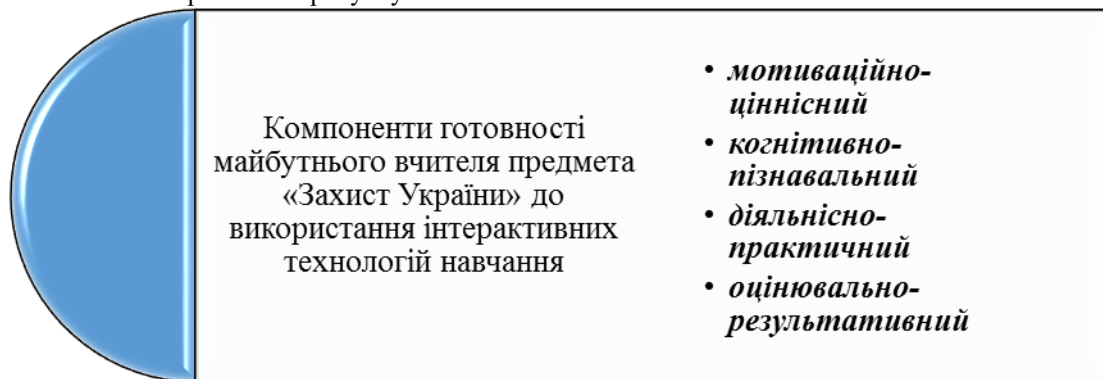 Компоненти готовності
майбутнього вчителя предмета
«Захист України» до
використання інтерактивних
технологій навчання
• мотиваційно-
ціннісний
• когнітивно-
пізнавальний
• діяльнісно-
практичний
• оцінювально-
результативний